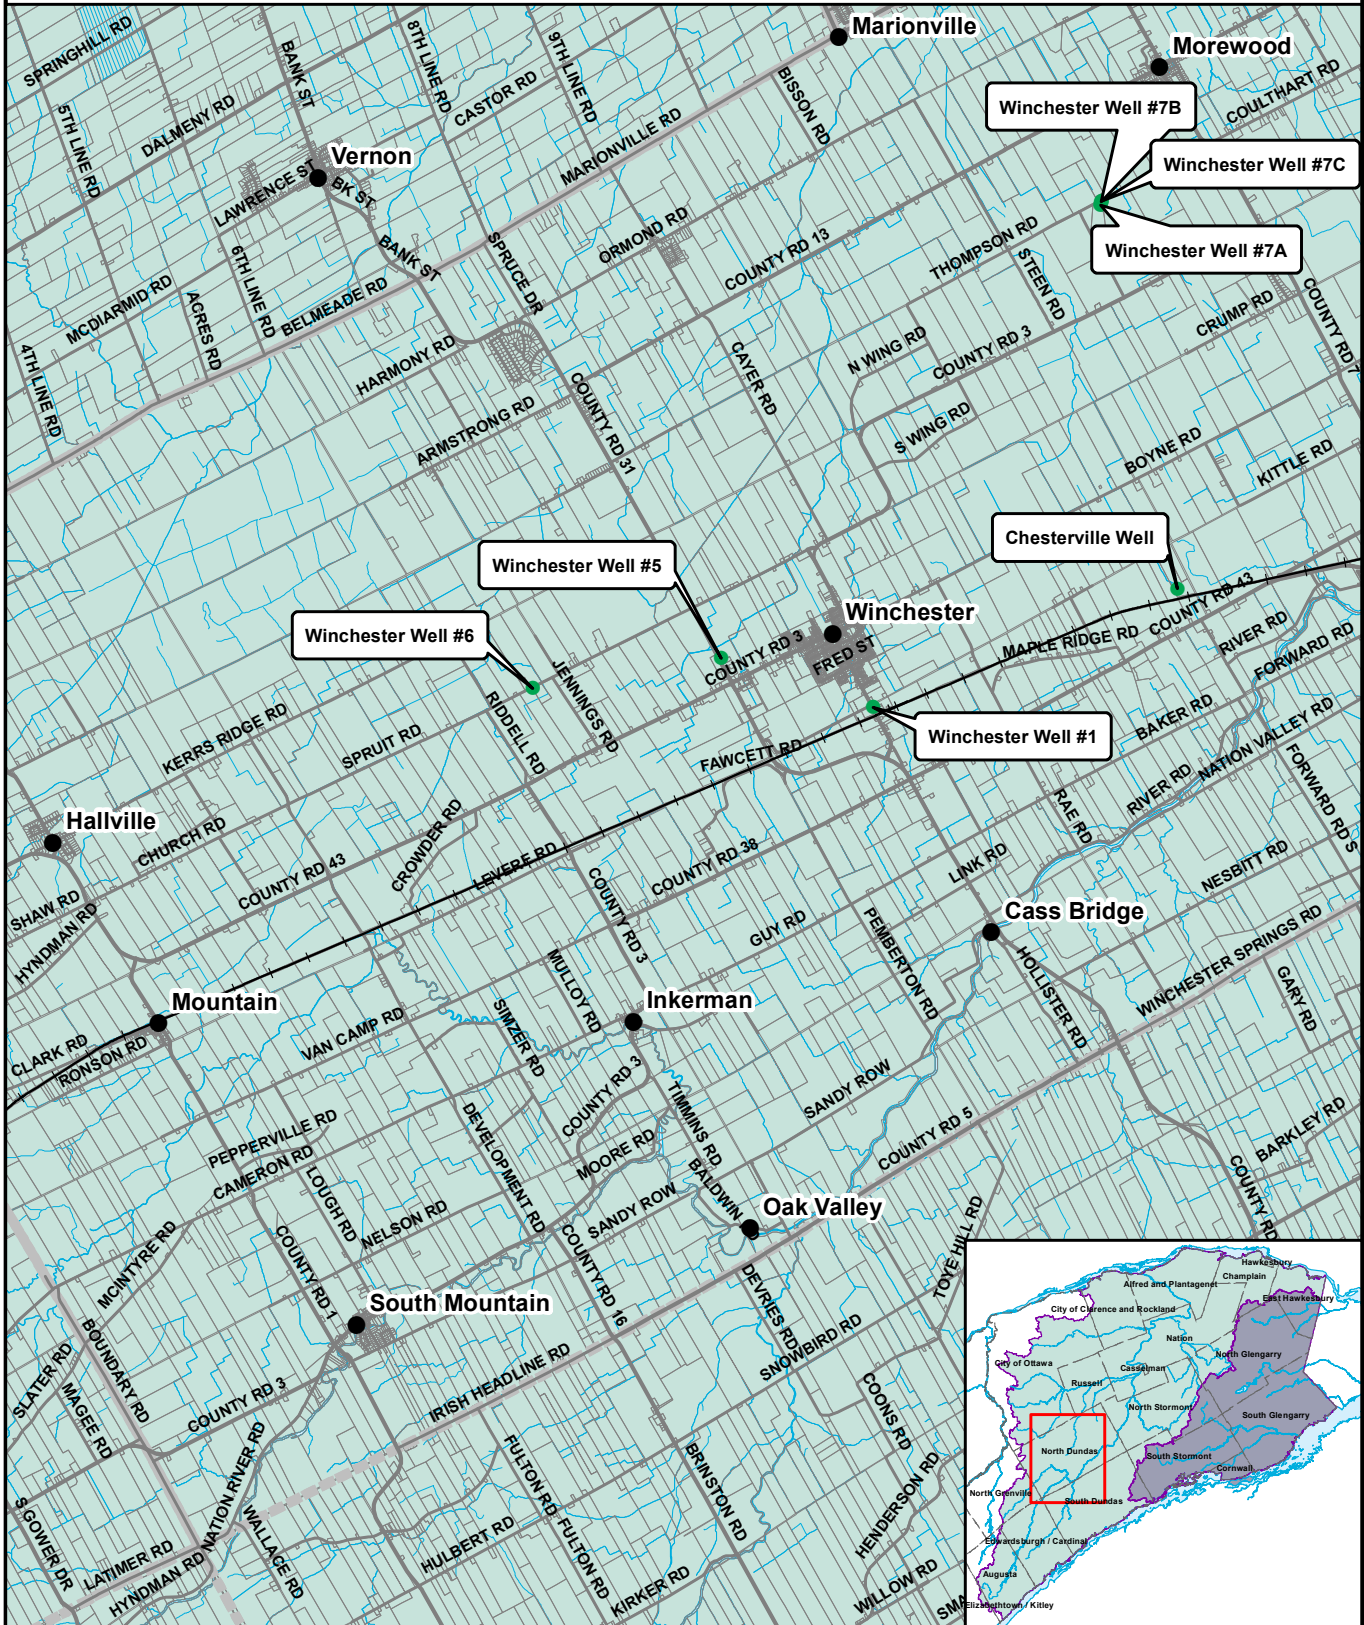 SPRINGHILL RD
BANK ST
8TH LINE RD
9TH LINE RD
Marionville
Morewood
CASTOR RD
BISSON RD
COULTHART RD
Winchester Well #7B
5TH LINE RD
DALMENY RD
MARIONVILLE RD
Vernon
Winchester Well #7C
LAWRENCE ST
BK ST
Winchester Well #7A
6TH LINE RD
BANK ST
SPRUCE DR
ORMOND RD
COUNTY RD 13
THOMPSON RD
STEEN RD
MCDIARMID RD
ACRES RD
BELMEADE RD
CRUMP RD
COUNTY RD 7
4TH LINE RD
HARMONY RD
CAYER RD
N WING RD
COUNTY RD 3
ARMSTRONG RD
COUNTY RD 31
S WING RD
BOYNE RD
KITTLE RD
Winchester Well #5
Chesterville Well
Winchester Well #6
Winchester
COUNTY RD 3
FRED ST
MAPLE RIDGE RD
COUNTY RD 43
RIVER RD
FORWARD RD
JENNINGS RD
RIDDELL RD
KERRS RIDGE RD
SPRUIT RD
FAWCETT RD
Winchester Well #1
BAKER RD
NATION VALLEY RD
FORWARD RD S
RIVER RD
RAE RD
Hallville
CHURCH RD
CROWDER RD
COUNTY RD 43
LEVERE RD
COUNTY RD 38
LINK RD
NESBITT RD
SHAW RD
HYNDMAN RD
COUNTY RD 3
GUY RD
PEMBERTON RD
Cass Bridge
WINCHESTER SPRINGS RD
HOLLISTER RD
GARY RD
MULLOY RD
Mountain
Inkerman
SIMZER RD
VAN CAMP RD
CLARK RD
RONSON RD
COUNTY RD 3
TIMMINS RD
SANDY ROW
COUNTY RD 5
PEPPERVILLE RD
CAMERON RD
LOUGH RD
DEVELOPMENT RD
MOORE RD
BALDWIN
BARKLEY RD
COUNTY RD
NELSON RD
SANDY ROW
Oak Valley
MCINTYRE RD
COUNTY RD 1
COUNTY RD 16
DEVRIES RD
TOYE HILL RD
South Mountain
BOUNDARY RD
SNOWBIRD RD
SLATER RD
MAGEE RD
COUNTY RD 3
IRISH HEADLINE RD
COONS RD
NATION RIVER RD
FULTON RD
BRINSTON RD
HENDERSON RD
S GOWER DR
LATIMER RD
HYNDMAN RD
WALLACE RD
HULBERT RD
FULTON RD
KIRKER RD
WILLOW RD
SMA
Hawkesbury
Champlain
Alfred and Plantagenet
East Hawkesbury
City of Clarence and Rockland
Nation
North Glengarry
City of Ottawa
Casselman
Russell
North Stormont
South Glengarry
North Dundas
South Stormont
Cornwall
North Grenville
South Dundas
Edwardsburgh / Cardinal
Augusta
Elizabethtown / Kitley